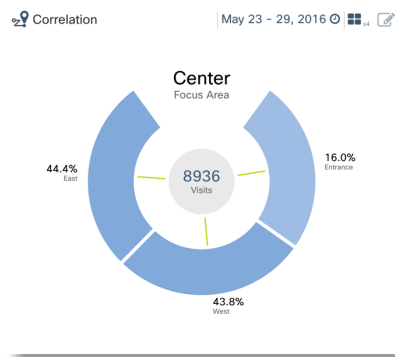 Correlation
May 23 - 29, 2016
x4
Center
Focus Area
44.4%
East
8936
Visits
16.0%
Entrance
43.8%
West